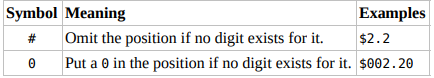 Symbol Meaning Examples
# Omit the position if no digit exists for it. $2.2
0 Put a 0 in the position if no digit exists for it. $002.20